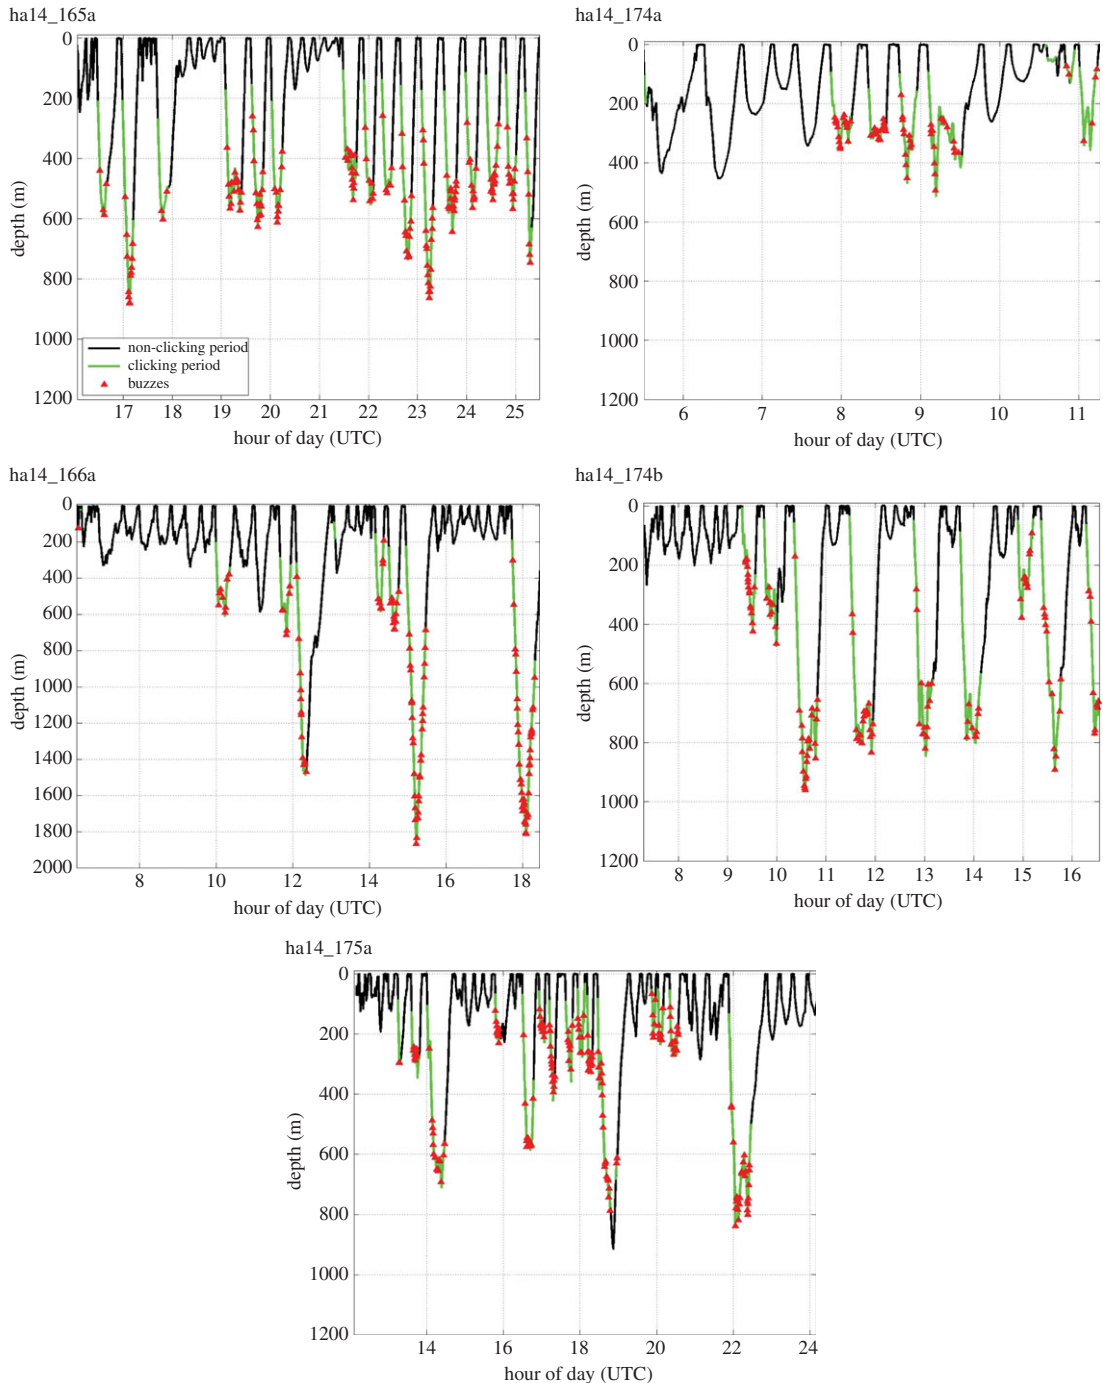 ha14_165a
0
200
400
600
800
1000
1200
depth (m)
non-clicking period
clicking period
buzzes
17 18 19 20 21 22 23 24 25
hour of day (UTC)
ha14_174a
0
200
400
600
800
1000
1200
depth (m)
6 7 8 9 10 11
hour of day (UTC)
ha14_166a
0
200
400
600
800
1000
1200
1400
1600
1800
2000
depth (m)
8 10 12 14 16 18
hour of day (UTC)
ha14_174b
0
200
400
600
800
1000
1200
depth (m)
8 9 10 11 12 13 14 15 16
hour of day (UTC)
ha14_175a
0
200
400
600
800
1000
1200
depth (m)
14 16 18 20 22 24
hour of day (UTC)